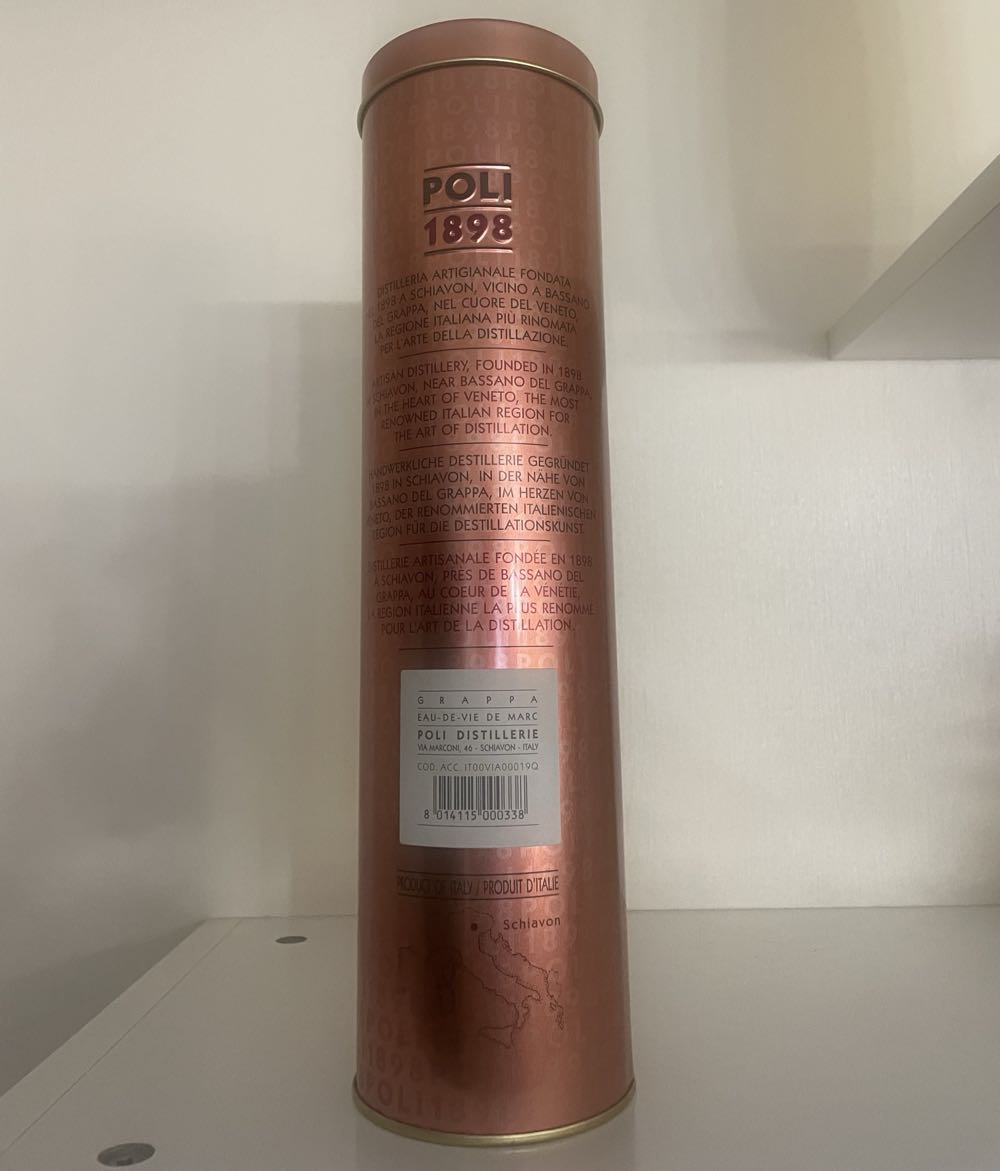 POLI
1898
DISTILLERIA ARTIGIANALE FONDATA
1898 A SCHIAVON, VICINO A BASSANO
DEL GRAPPA, NEL CUORE DEL VENETO,
LA REGIONE ITALIANA PIÙ RINOMATA
PER L'ARTE DELLA DISTILLAZIONE.
ARTISAN DISTILLERY, FOUNDED IN 1898
SCHIAVON, NEAR BASSANO DEL GRAPPA,
IN THE HEART OF VENETO, THE MOST
RENOWNED ITALIAN REGION FOR
THE ART OF DISTILLATION.
HANDWERKLICHE DESTILLERIE GEGRÜNDET
1898 IN SCHIAVON, IN DER NÄHE VON
BASSANO DEL GRAPPA, IM HERZEN VON
VENETO, DER RENOMMIERTEN ITALIENISCHEN
REGION FÜR DIE DESTILLATIONSKUNST.
DISTILLERIE ARTISANALE FONDÉE EN 1898
À SCHIAVON, PRÈS DE BASSANO DEL
GRAPPA, AU COEUR DE LA VÉNÉTIE,
LA REGION ITALIENNE LA PLUS RENOMMÉ
POUR L'ART DE LA DISTILLATION.
GRAPPA
EAU-DE-VIE DE MARC
POLI DISTILLERIE
VIA MARCONI, 46 - SCHIAVON - ITALY
COD. ACC. IT00VIA00019Q
8 014115 000338
PRODUCT OF ITALY / PRODUIT D'ITALIE
Schiavon